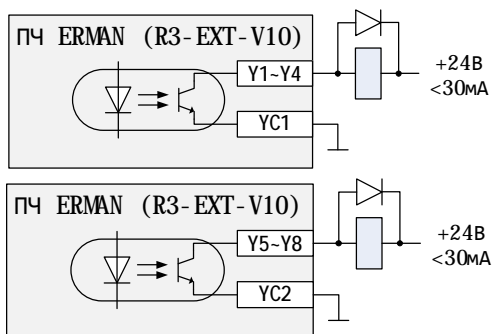 ПЧ ERMAN (R3-EXT-V10)
Y1~Y4
+24В
<30мА
YC1
ПЧ ERMAN (R3-EXT-V10)
Y5~Y8
+24В
<30мА
YC2